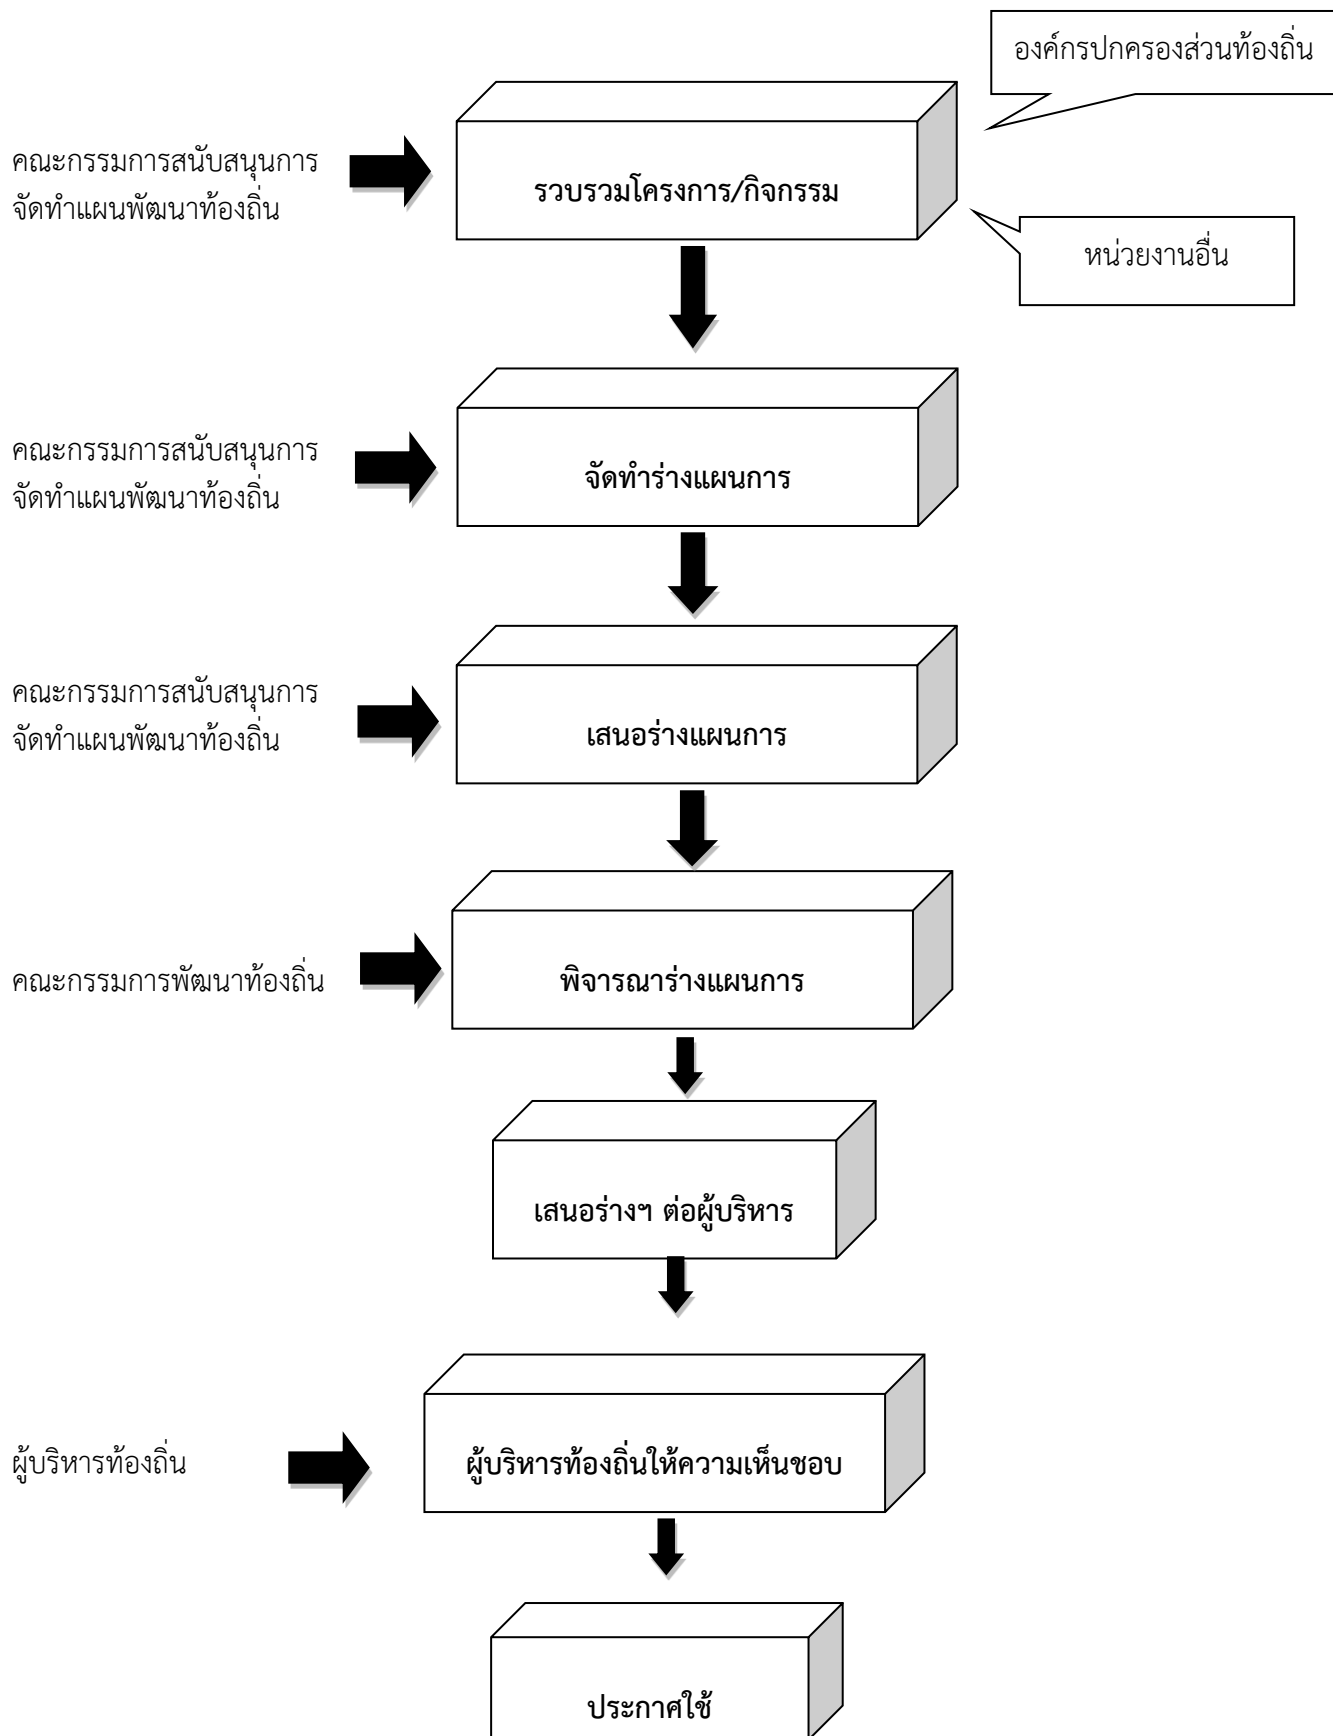 องค์กรปกครองส่วนท้องถิ่น
คณะกรรมการสนับสนุนการ
จัดทำแผนพัฒนาท้องถิ่น
รวบรวมโครงการ/กิจกรรม
หน่วยงานอื่น
คณะกรรมการสนับสนุนการ
จัดทำแผนพัฒนาท้องถิ่น
จัดทำร่างแผนการ
คณะกรรมการสนับสนุนการ
จัดทำแผนพัฒนาท้องถิ่น
เสนอร่างแผนการ
คณะกรรมการพัฒนาท้องถิ่น
พิจารณาร่างแผนการ
เสนอร่างฯ ต่อผู้บริหาร
ผู้บริหารท้องถิ่น
ผู้บริหารท้องถิ่นให้ความเห็นชอบ
ประกาศใช้